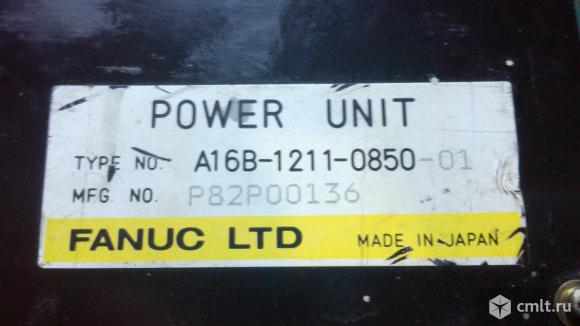 POWER UNIT
TYPE NO. A16B-1211-0850-01
MFG NO. P82P00136
FANUC LTD MADE IN JAPAN
cmlt.ru